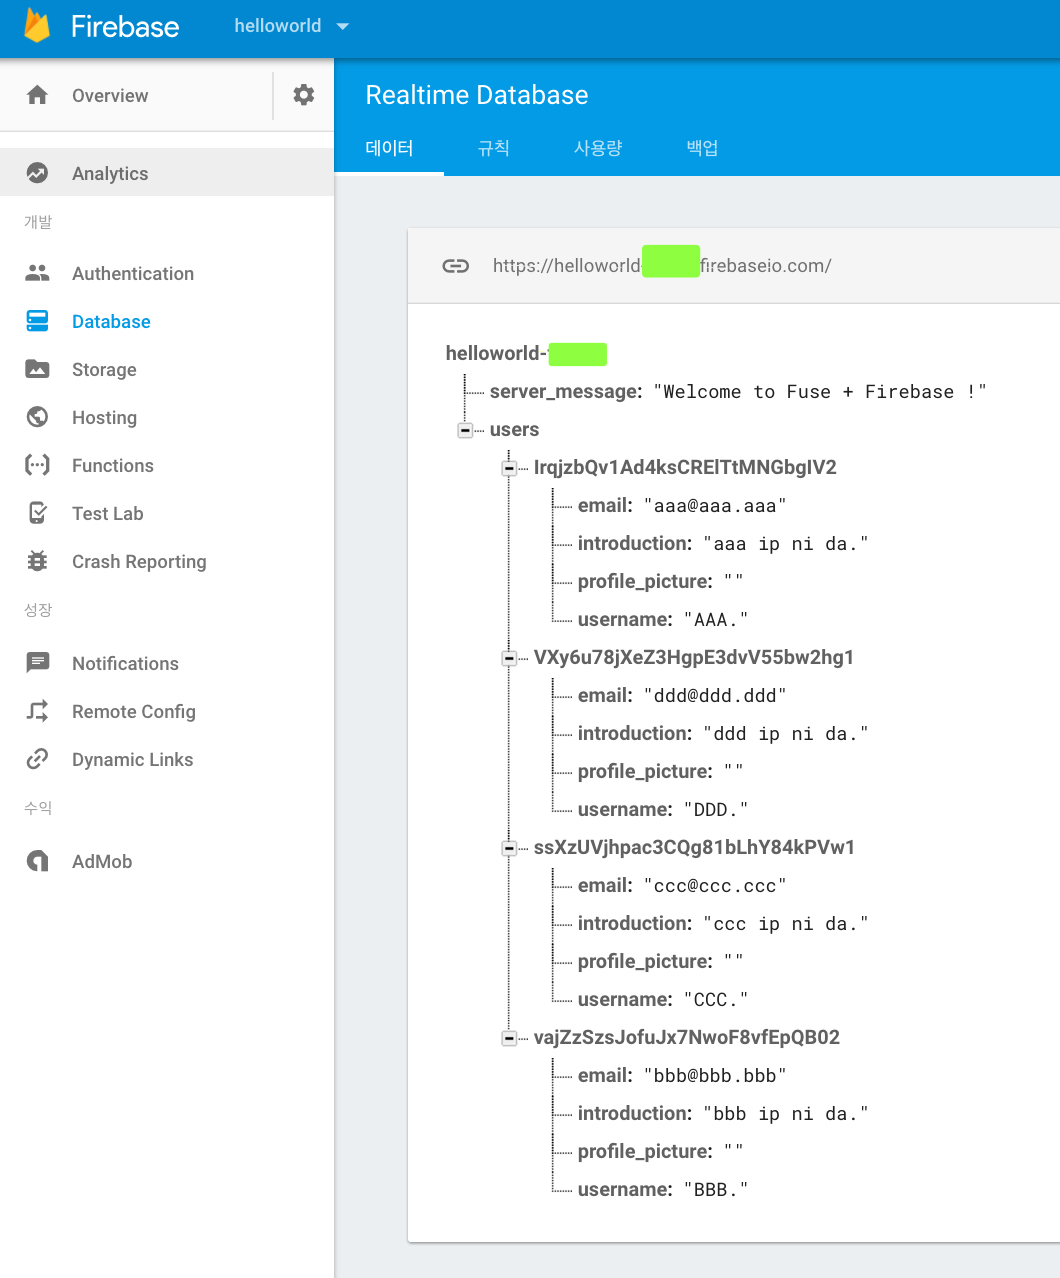 Firebase
helloworld
Overview
Analytics
개발
Authentication
Database
Storage
Hosting
Functions
Test Lab
Crash Reporting
성장
Notifications
Remote Config
Dynamic Links
수익
AdMob
Realtime Database
데이터 규칙 사용량 백업
https://helloworld- firebaseio.com/
helloworld-
server_message: "Welcome to Fuse + Firebase !"
users
IrqjzbQv1Ad4ksCRElTtMNGbgIV2
email: "aaa@aaa.aaa"
introduction: "aaa ip ni da."
profile_picture: ""
username: "AAA."
VXy6u78jXeZ3HgpE3dvV55bw2hg1
email: "ddd@ddd.ddd"
introduction: "ddd ip ni da."
profile_picture: ""
username: "DDD."
ssXzUVjhpac3CQg81bLhY84kPVw1
email: "ccc@ccc.ccc"
introduction: "ccc ip ni da."
profile_picture: ""
username: "CCC."
vajZzSzsJofuJx7NwoF8vfEpQB02
email: "bbb@bbb.bbb"
introduction: "bbb ip ni da."
profile_picture: ""
username: "BBB."